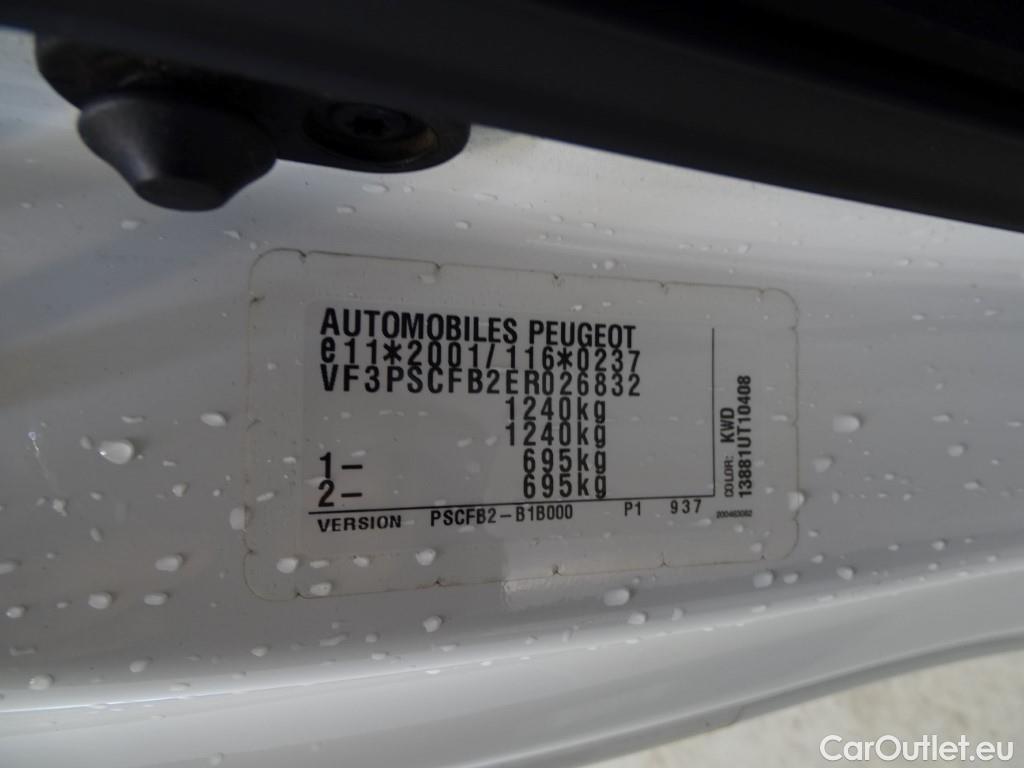 AUTOMOBILES PEUGEOT
e11*2001/116*0237
VF3PSCFB2ER026832
1240kg
1240kg
1- 695kg
2- 695kg
VERSION PSCFB2-B1B000 P1 937
COLOR: KWD
13881UT10408
200463082
CarOutlet.eu